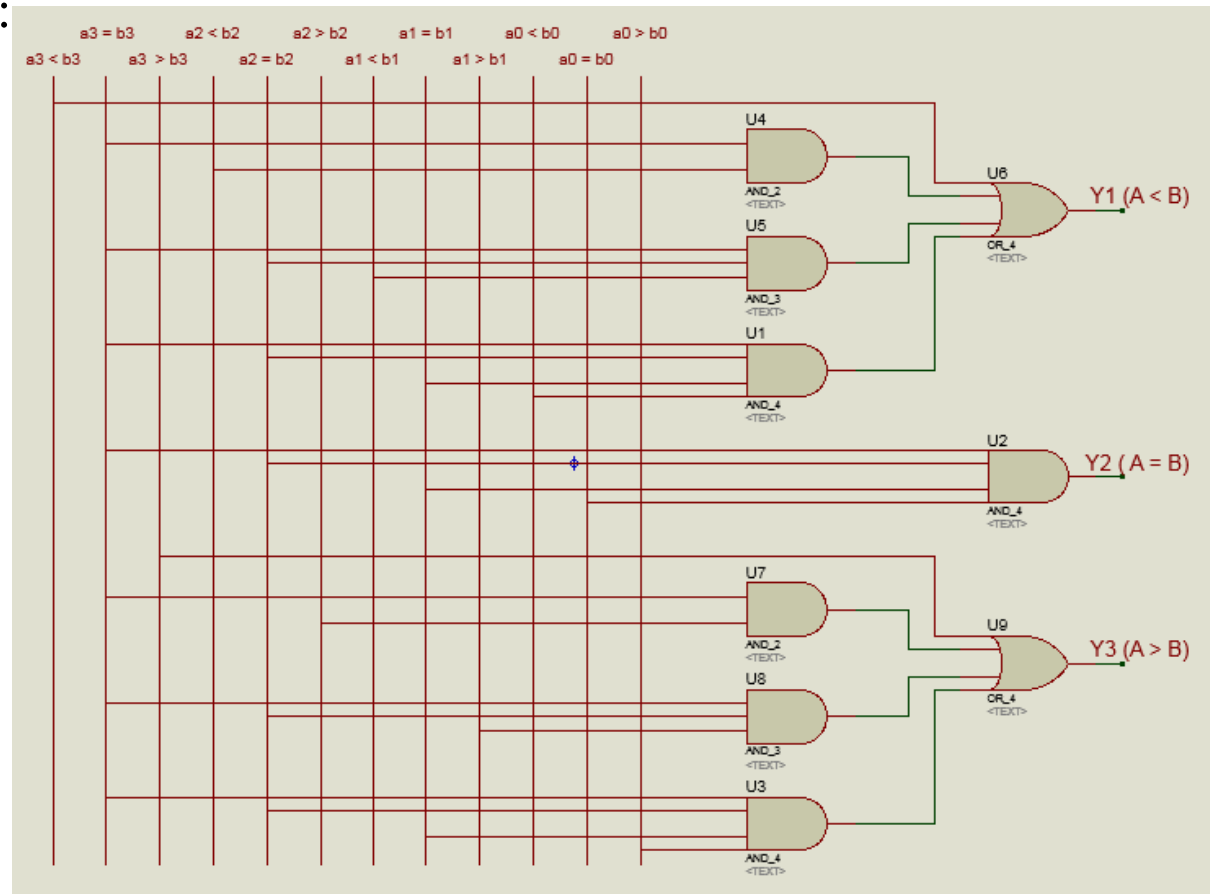 a3 = b3 a2 < b2 a2 > b2 a1 = b1 a0 < b0 a0 > b0
a3 < b3 a3 > b3 a2 = b2 a1 < b1 a1 > b1 a0 = b0
U4
AND_2
<TEXT>
U6
OR_4
<TEXT>
Y1 (A < B)
U5
AND_3
<TEXT>
U1
AND_4
<TEXT>
U2
AND_4
<TEXT>
Y2 ( A = B)
U7
AND_2
<TEXT>
U9
OR_4
<TEXT>
Y3 (A > B)
U8
AND_3
<TEXT>
U3
AND_4
<TEXT>